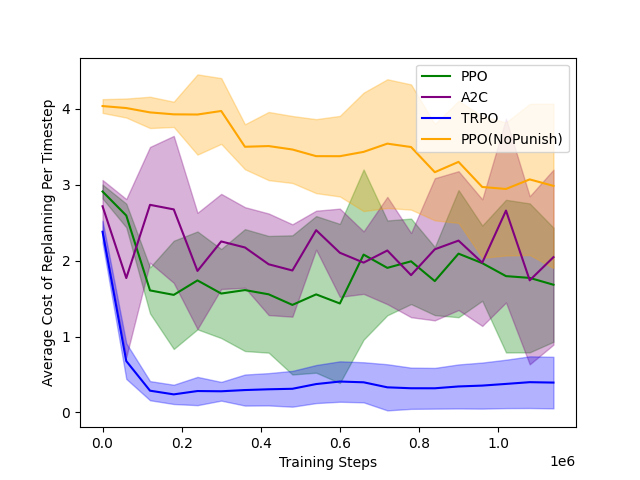 Average Cost of Replanning Per Timestep
4
3
2
1
0
PPO
A2C
TRPO
PPO(NoPunish)
0.0 0.2 0.4 0.6 0.8 1.0
1e6
Training Steps